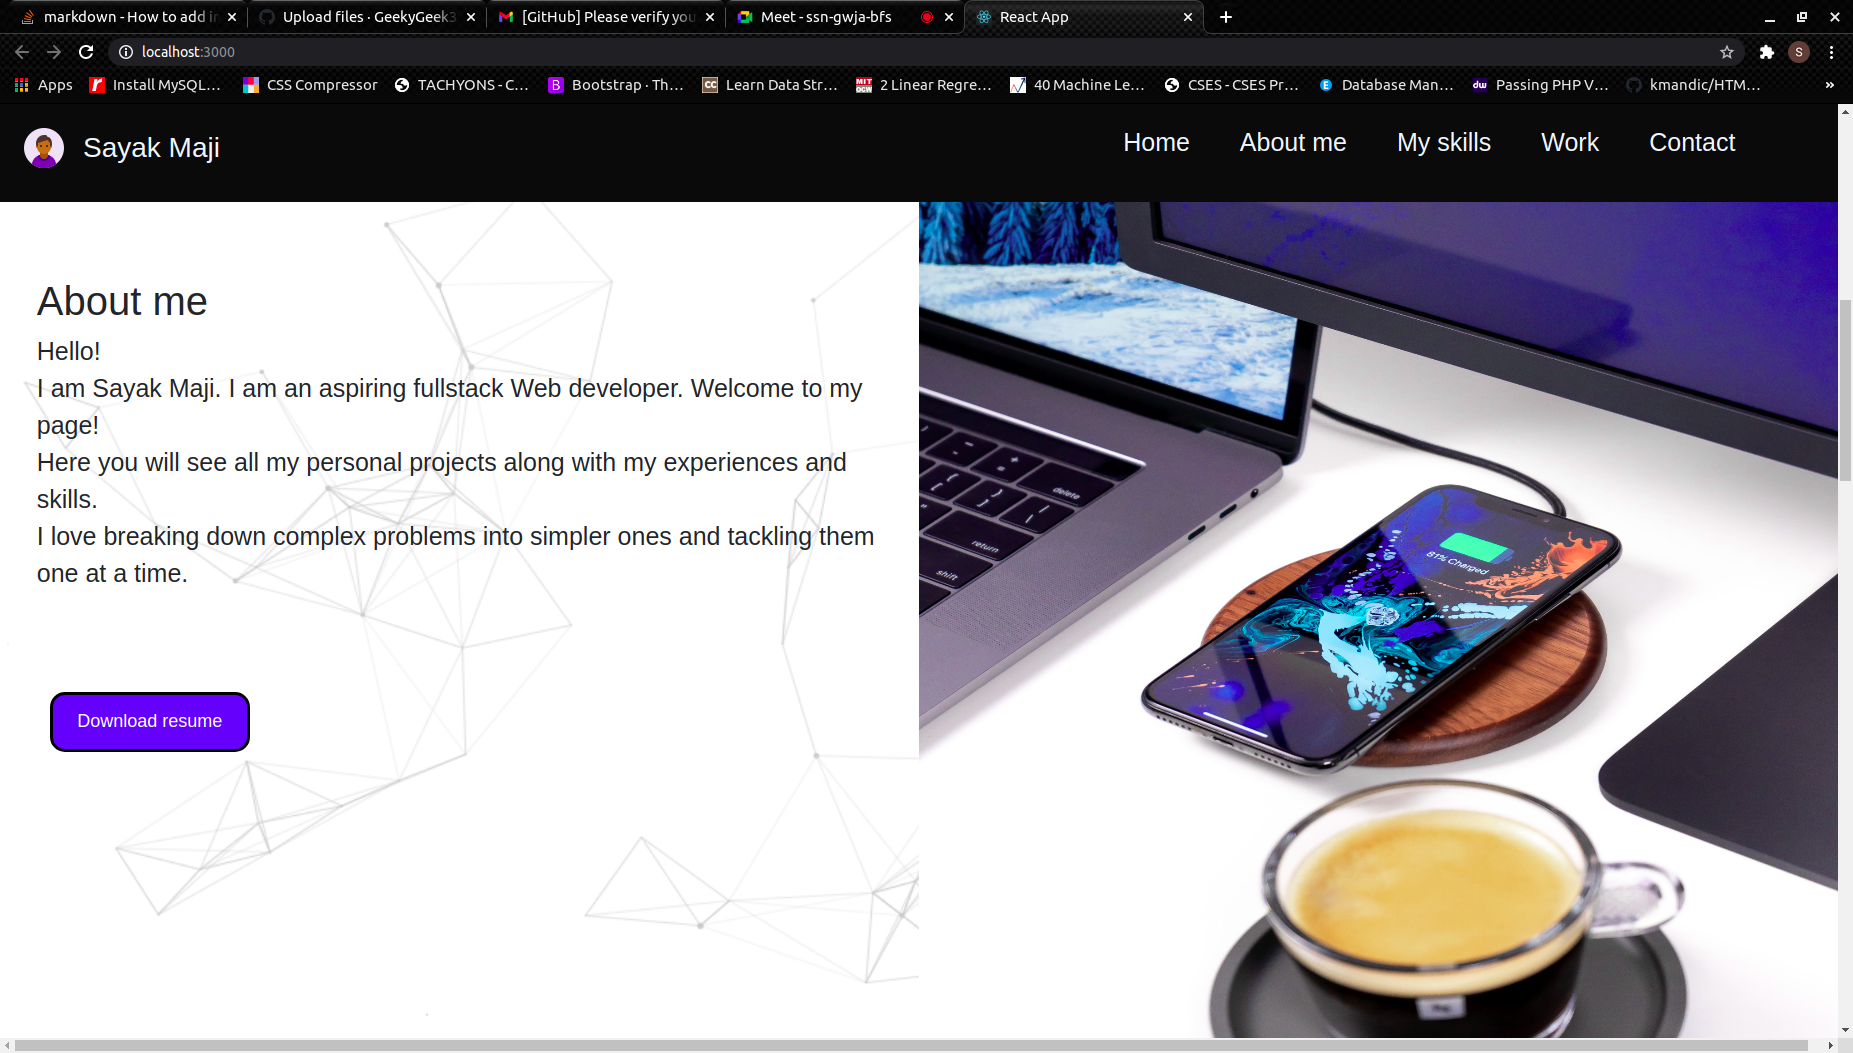 markdown - How to add i
Upload files · GeekyGeek3
[GitHub] Please verify you
Meet - ssn-gwja-bfs
React App
localhost:3000
S
Apps
Install MySQL...
CSS Compressor
TACHYONS - C...
Bootstrap · Th...
Learn Data Str...
2 Linear Regre...
40 Machine Le...
CSES - CSES Pr...
Database Man...
Passing PHP V...
kmandic/HTM...
»
Sayak Maji
Home
About me
My skills
Work
Contact
About me
Hello!
I am Sayak Maji. I am an aspiring fullstack Web developer. Welcome to my
page!
Here you will see all my personal projects along with my experiences and
skills.
I love breaking down complex problems into simpler ones and tackling them
one at a time.
Download resume
delete
return
shift
81% Charged